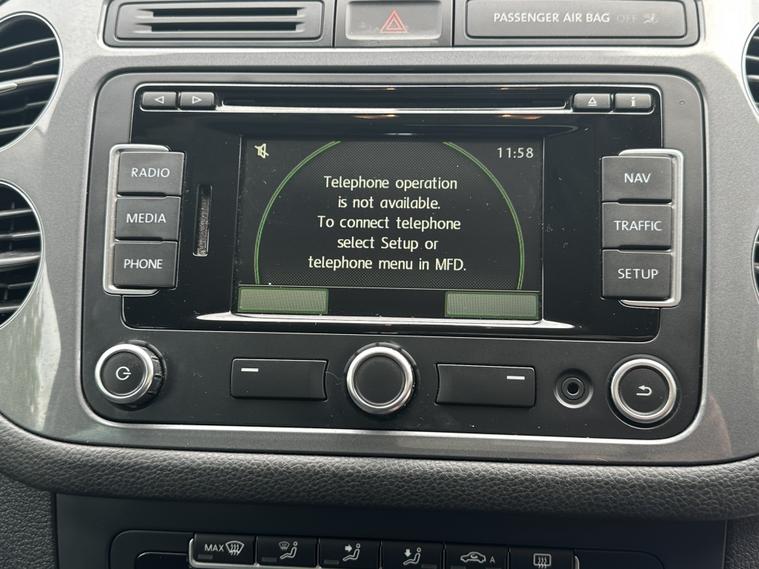 PASSENGER AIR BAG OFF
i
RADIO
MEDIA
PHONE
11:58
Telephone operation
is not available.
To connect telephone
select Setup or
telephone menu in MFD.
NAV
TRAFFIC
SETUP
MAX
A